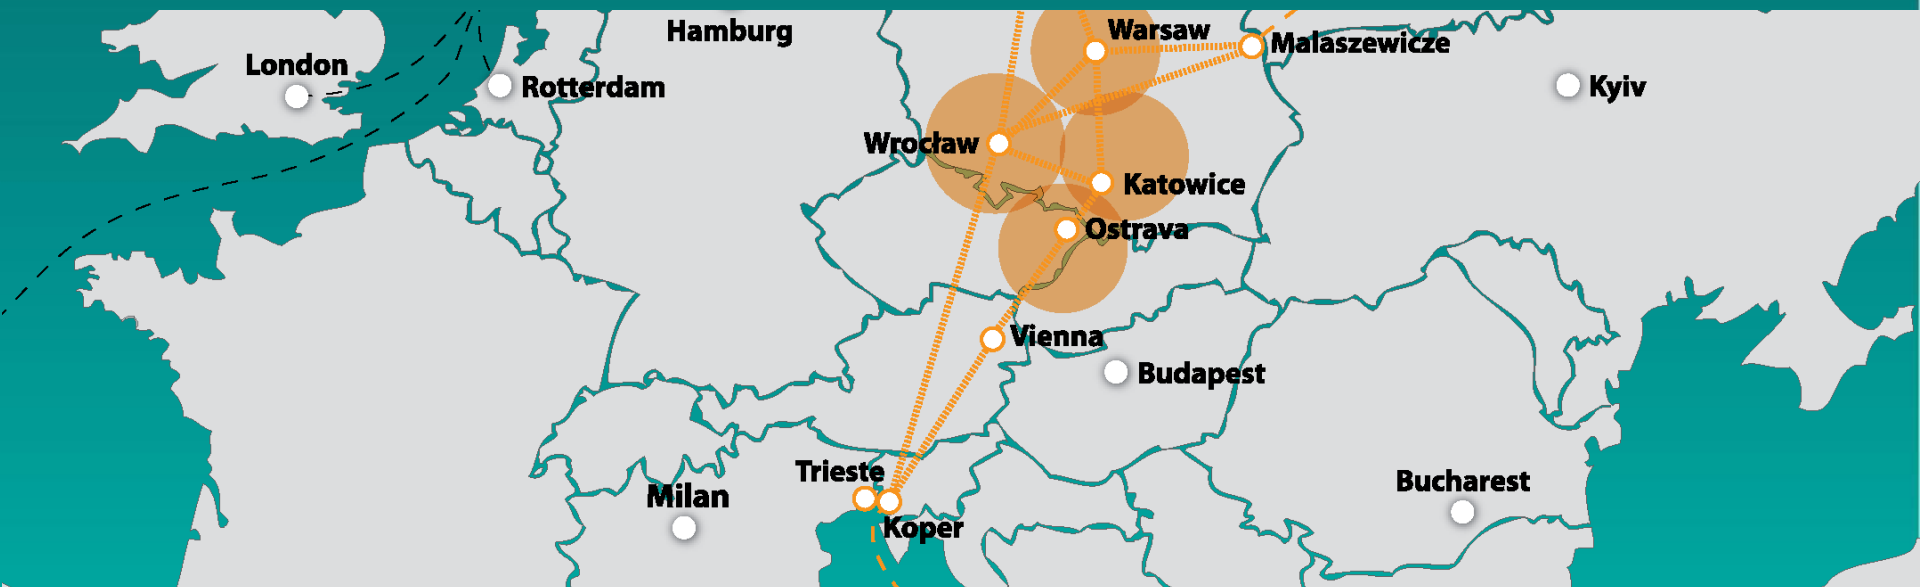 Hamburg
Warsaw
Malaszewicze
London
Rotterdam
Kyiv
Wrocław
Katowice
Ostrava
Vienna
Budapest
Trieste
Milan
Koper
Bucharest